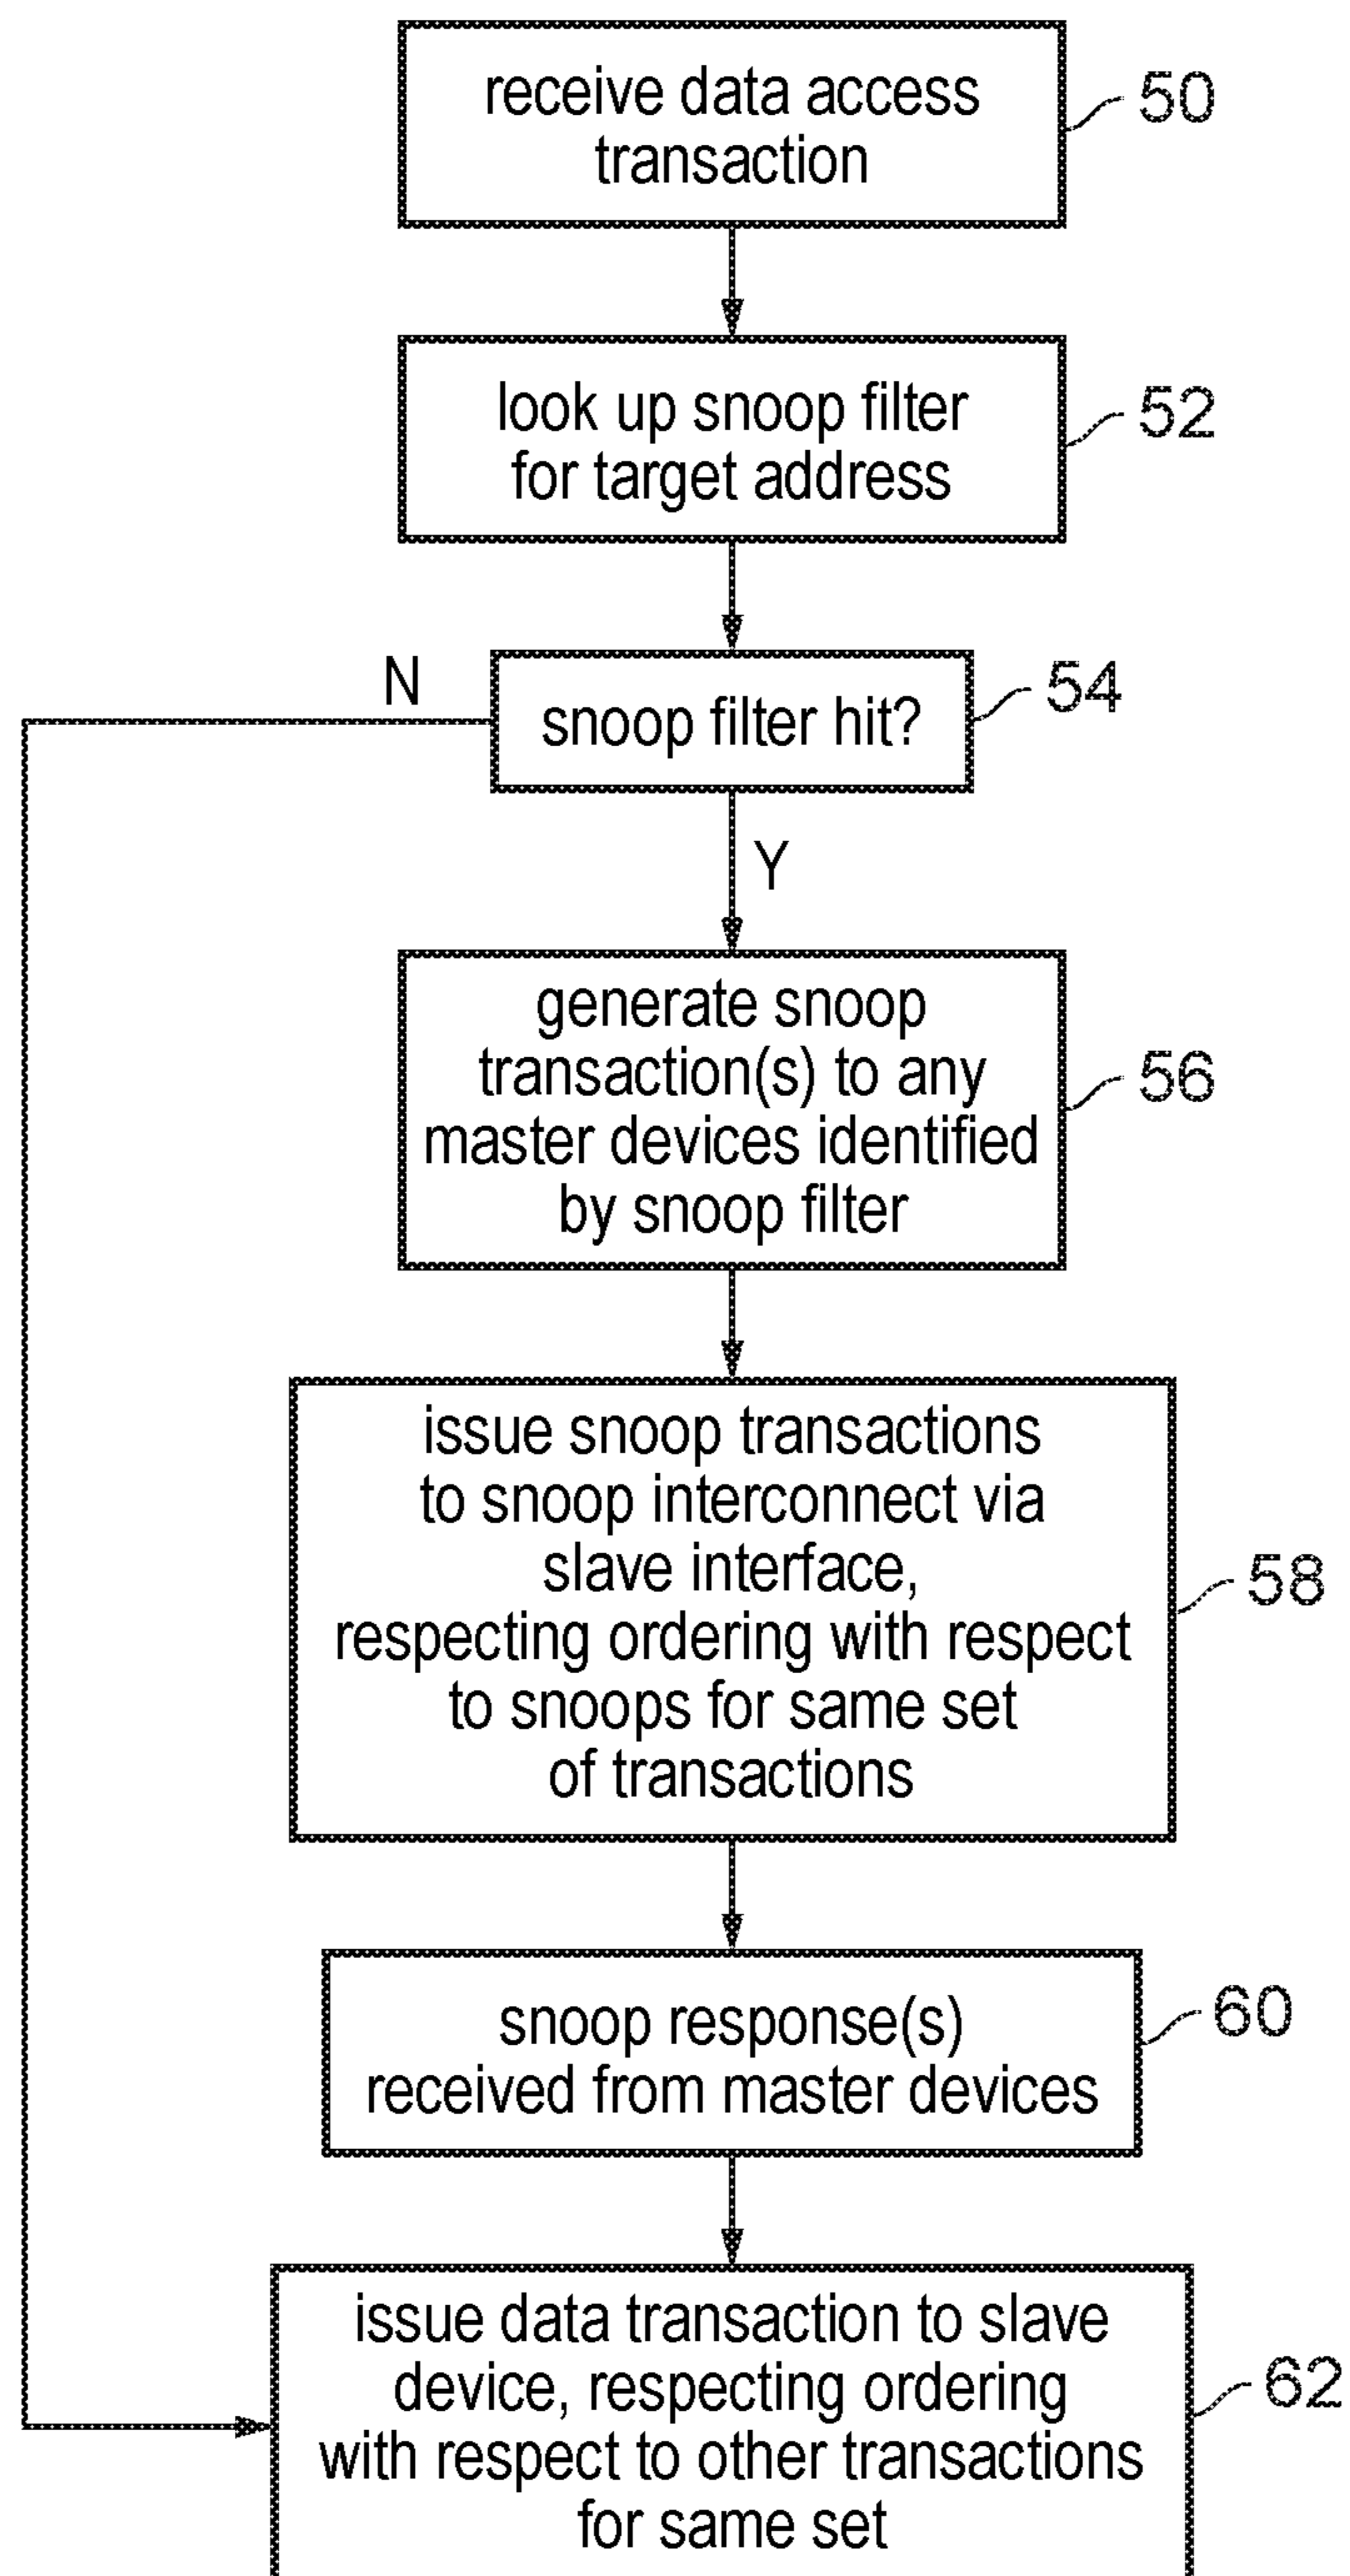 receive data access
transaction
50
look up snoop filter
for target address
52
N
snoop filter hit?
54
Y
generate snoop
transaction(s) to any
master devices identified
by snoop filter
56
issue snoop transactions
to snoop interconnect via
slave interface,
respecting ordering with respect
to snoops for same set
of transactions
58
snoop response(s)
received from master devices
60
issue data transaction to slave
device, respecting ordering
with respect to other transactions
for same set
62